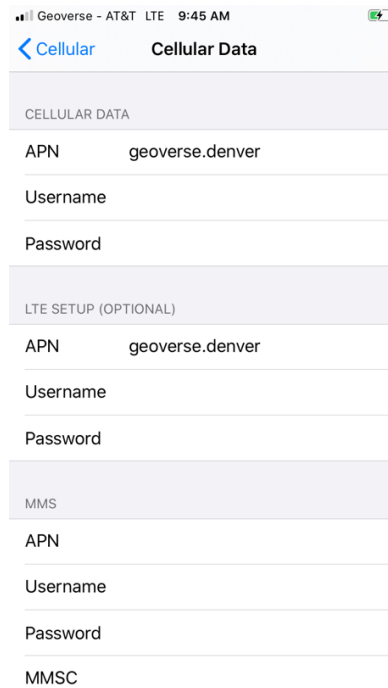 Geoverse - AT&T LTE 9:45 AM
Cellular Cellular Data
CELLULAR DATA
APN geoverse.denver
Username
Password
LTE SETUP (OPTIONAL)
APN geoverse.denver
Username
Password
MMS
APN
Username
Password
MMSC